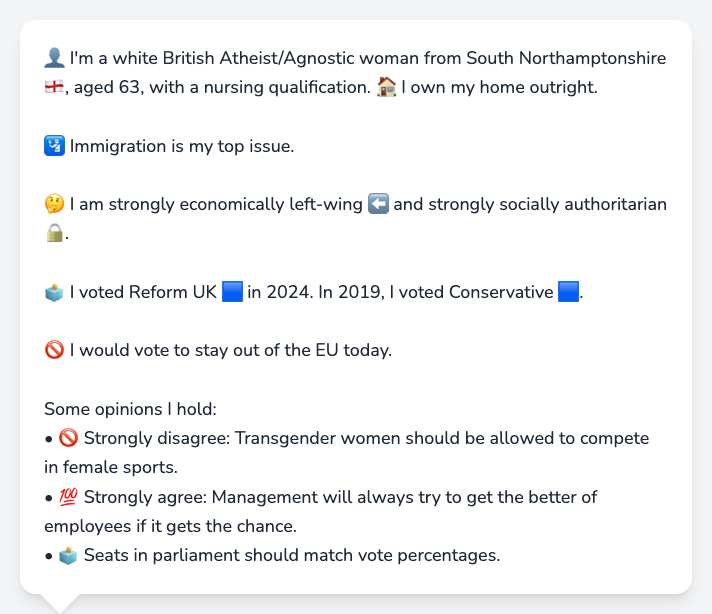 👤 I'm a white British Atheist/Agnostic woman from South Northamptonshire
🏴󠁧󠁢󠁥󠁮󠁧󠁿, aged 63, with a nursing qualification. 🏠 I own my home outright.
🛂 Immigration is my top issue.
🤔 I am strongly economically left-wing ⬅️ and strongly socially authoritarian
🔒.
🗳️ I voted Reform UK 🟦 in 2024. In 2019, I voted Conservative 🟦.
🚫 I would vote to stay out of the EU today.
Some opinions I hold:
• 🚫 Strongly disagree: Transgender women should be allowed to compete
in female sports.
• 💯 Strongly agree: Management will always try to get the better of
employees if it gets the chance.
• 🗳️ Seats in parliament should match vote percentages.